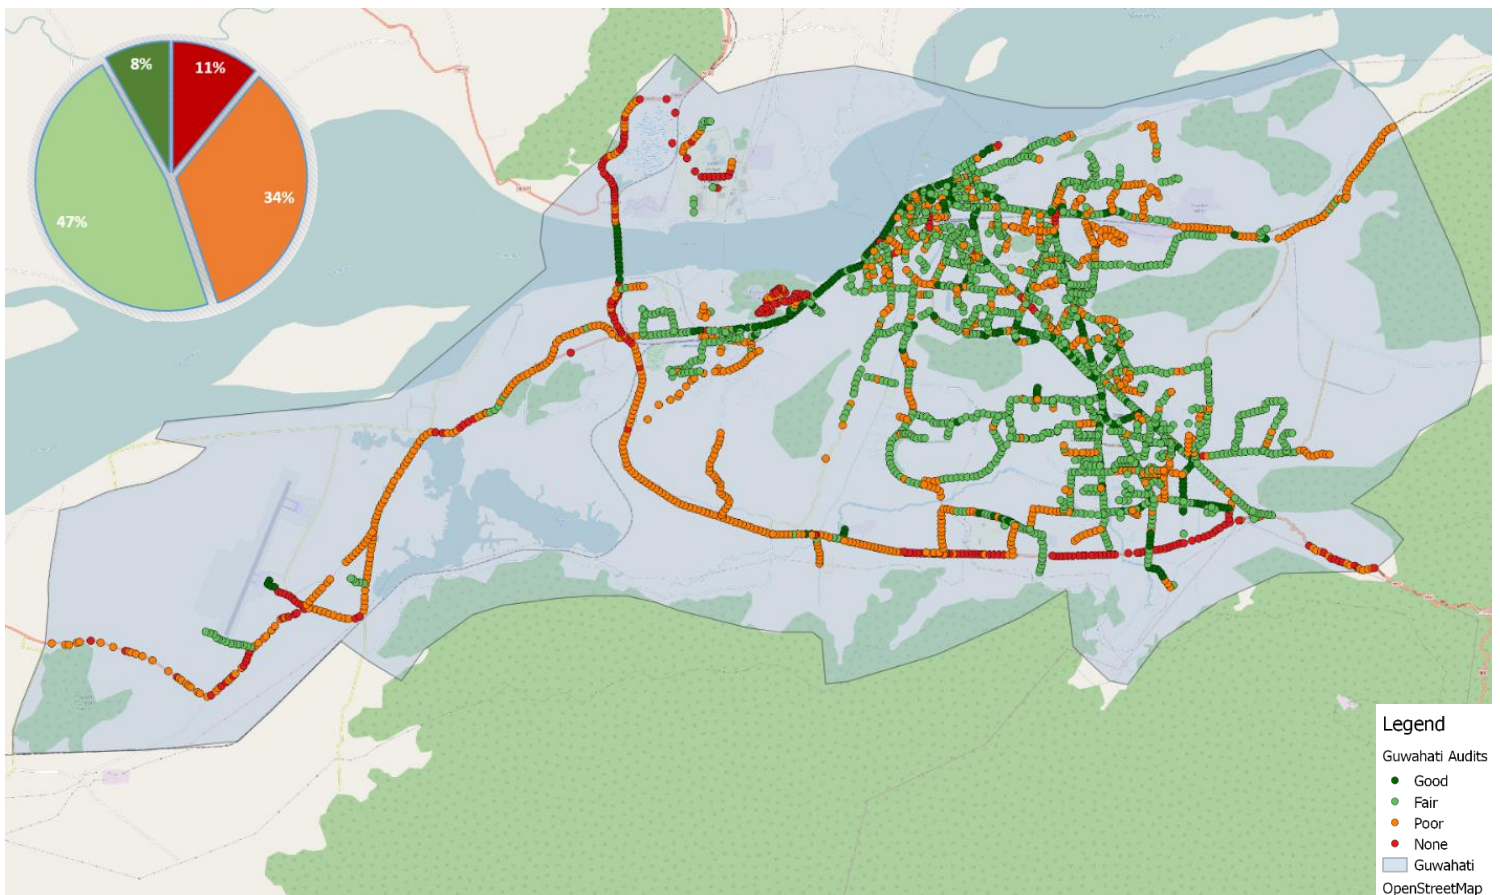 8%
11%
47%
34%
Legend
Guwahati Audits
Good
Fair
Poor
None
Guwahati
OpenStreetMap